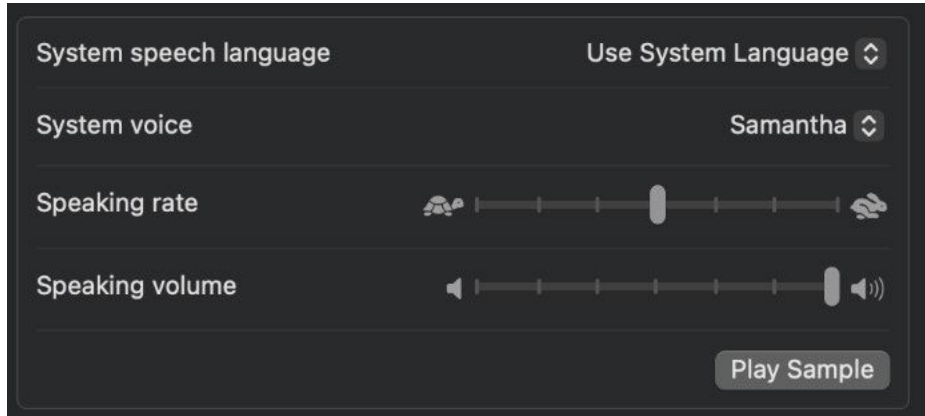 System speech language Use System Language
System voice Samantha
Speaking rate
Speaking volume
Play Sample